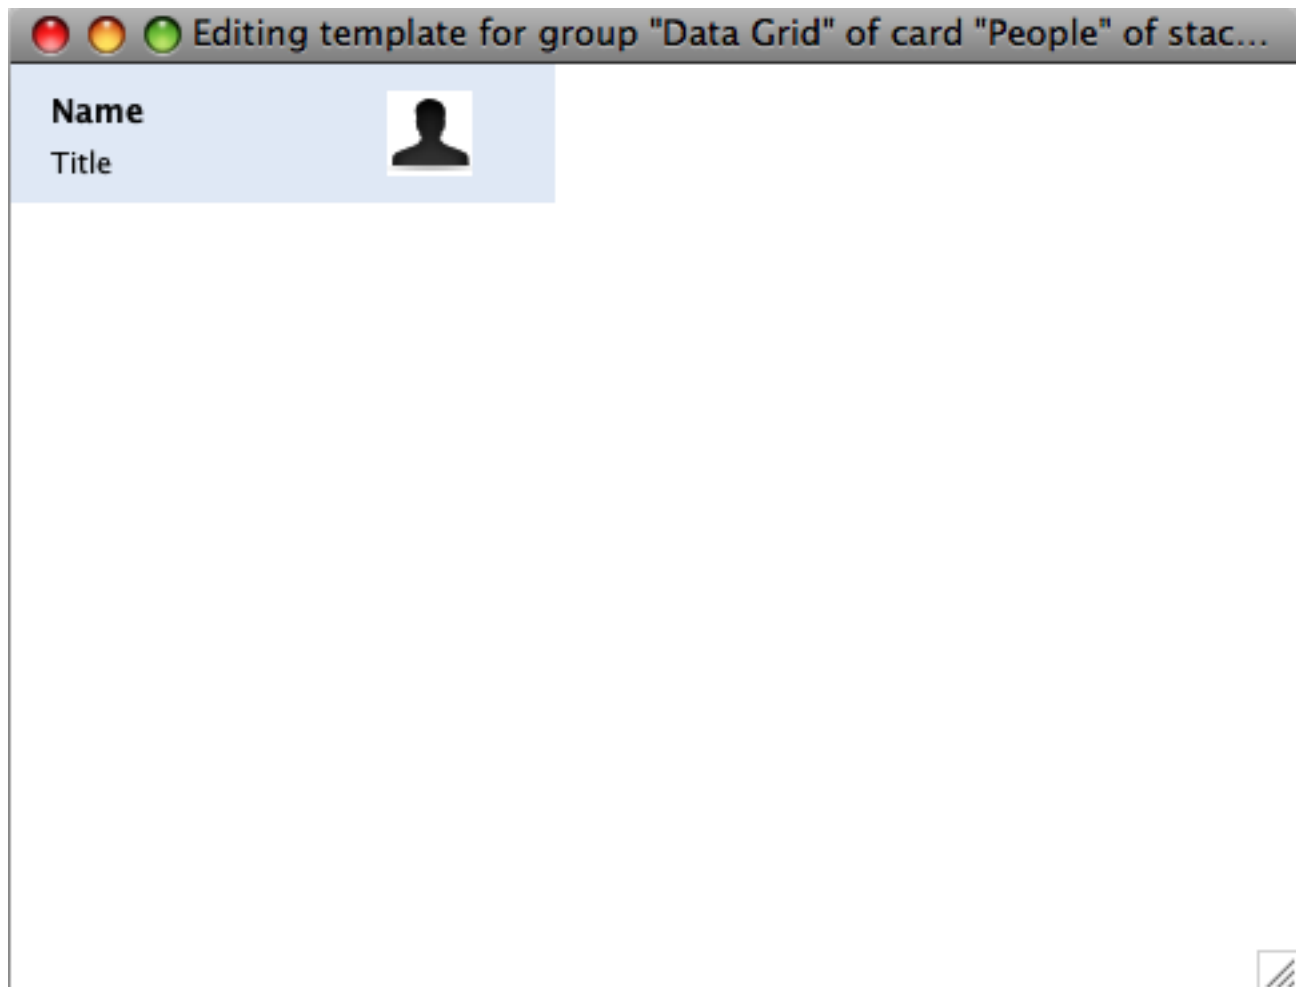 Editing template for group "Data Grid" of card "People" of stac...
Name
Title